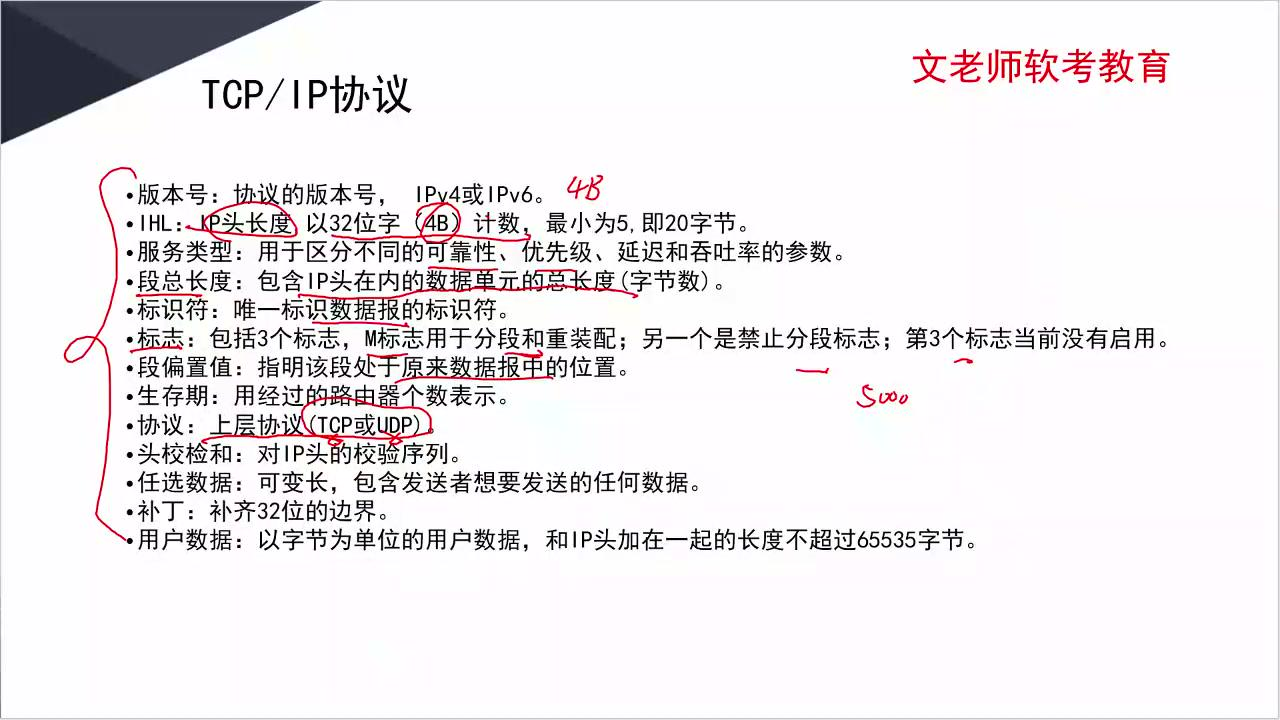 文老师软考教育
TCP/IP协议
•版本号：协议的版本号， IPv4或IPv6。 4B
•IHL：IP头长度 以32位字（4B）计数，最小为5,即20字节。
•服务类型：用于区分不同的可靠性、优先级、延迟和吞吐率的参数。
•段总长度：包含IP头在内的数据单元的总长度(字节数)。
•标识符：唯一标识数据报的标识符。
•标志：包括3个标志，M标志用于分段和重装配；另一个是禁止分段标志；第3个标志当前没有启用。
•段偏置值：指明该段处于原来数据报中的位置。
•生存期：用经过的路由器个数表示。 5000
•协议：上层协议(TCP或UDP)。
•头校检和：对IP头的校验序列。
•任选数据：可变长，包含发送者想要发送的任何数据。
•补丁：补齐32位的边界。
•用户数据：以字节为单位的用户数据，和IP头加在一起的长度不超过65535字节。